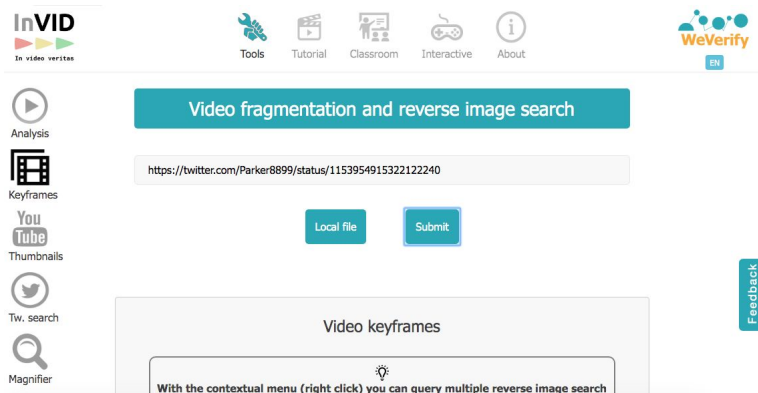 InVID
In video veritas
Tools
Tutorial
Classroom
Interactive
About
WeVerify
EN
Analysis
Keyframes
You
Tube
Thumbnails
Tw. search
Magnifier
Video fragmentation and reverse image search
https://twitter.com/Parker8899/status/1153954915322122240
Local file
Submit
Feedback
Video keyframes
With the contextual menu (right click) you can query multiple reverse image search